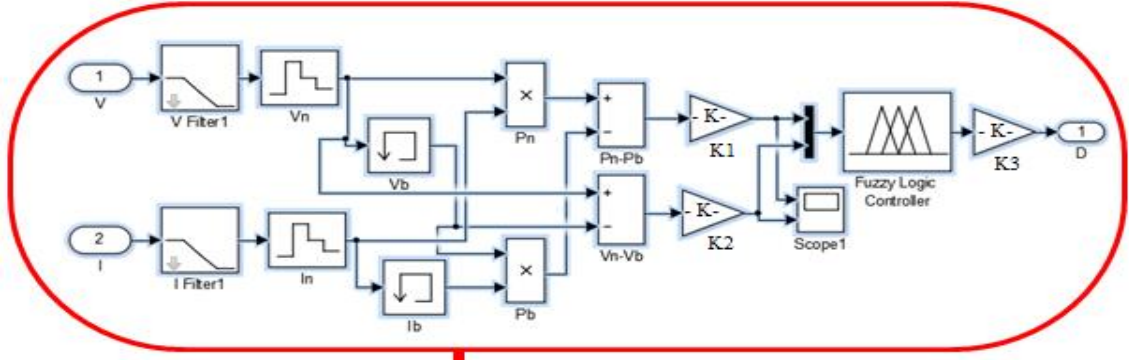 1
V
V Filter1
Vn
Vb
×
Pn
+
−
Pn-Pb
- K-
K1
Fuzzy Logic
Controller
- K-
K3
1
D
2
I
I Filter1
In
Ib
×
Pb
+
−
Vn-Vb
- K-
K2
Scope1